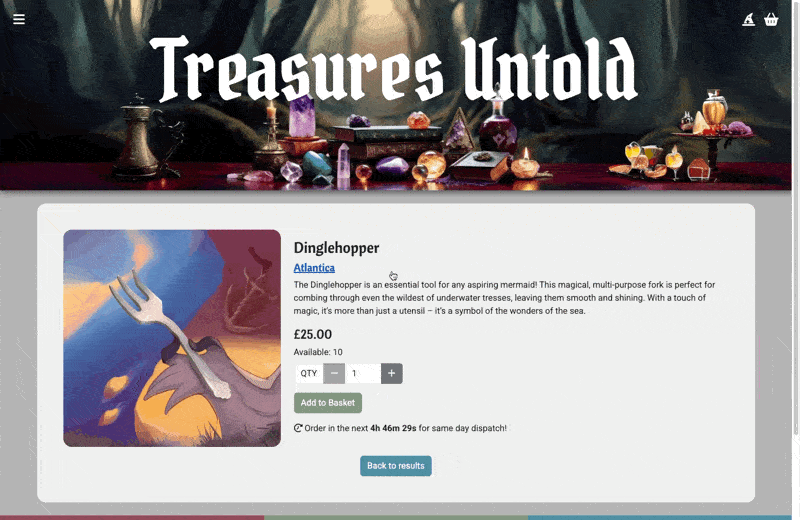 Treasures Untold
Dinglehopper
Atlantica
The Dinglehopper is an essential tool for any aspiring mermaid! This magical, multi-purpose fork is perfect for
combing through even the wildest of underwater tresses, leaving them smooth and shining. With a touch of
magic, it's more than just a utensil – it's a symbol of the wonders of the sea.
£25.00
Available: 10
QTY − 1 +
Add to Basket
Order in the next 4h 46m 29s for same day dispatch!
Back to results